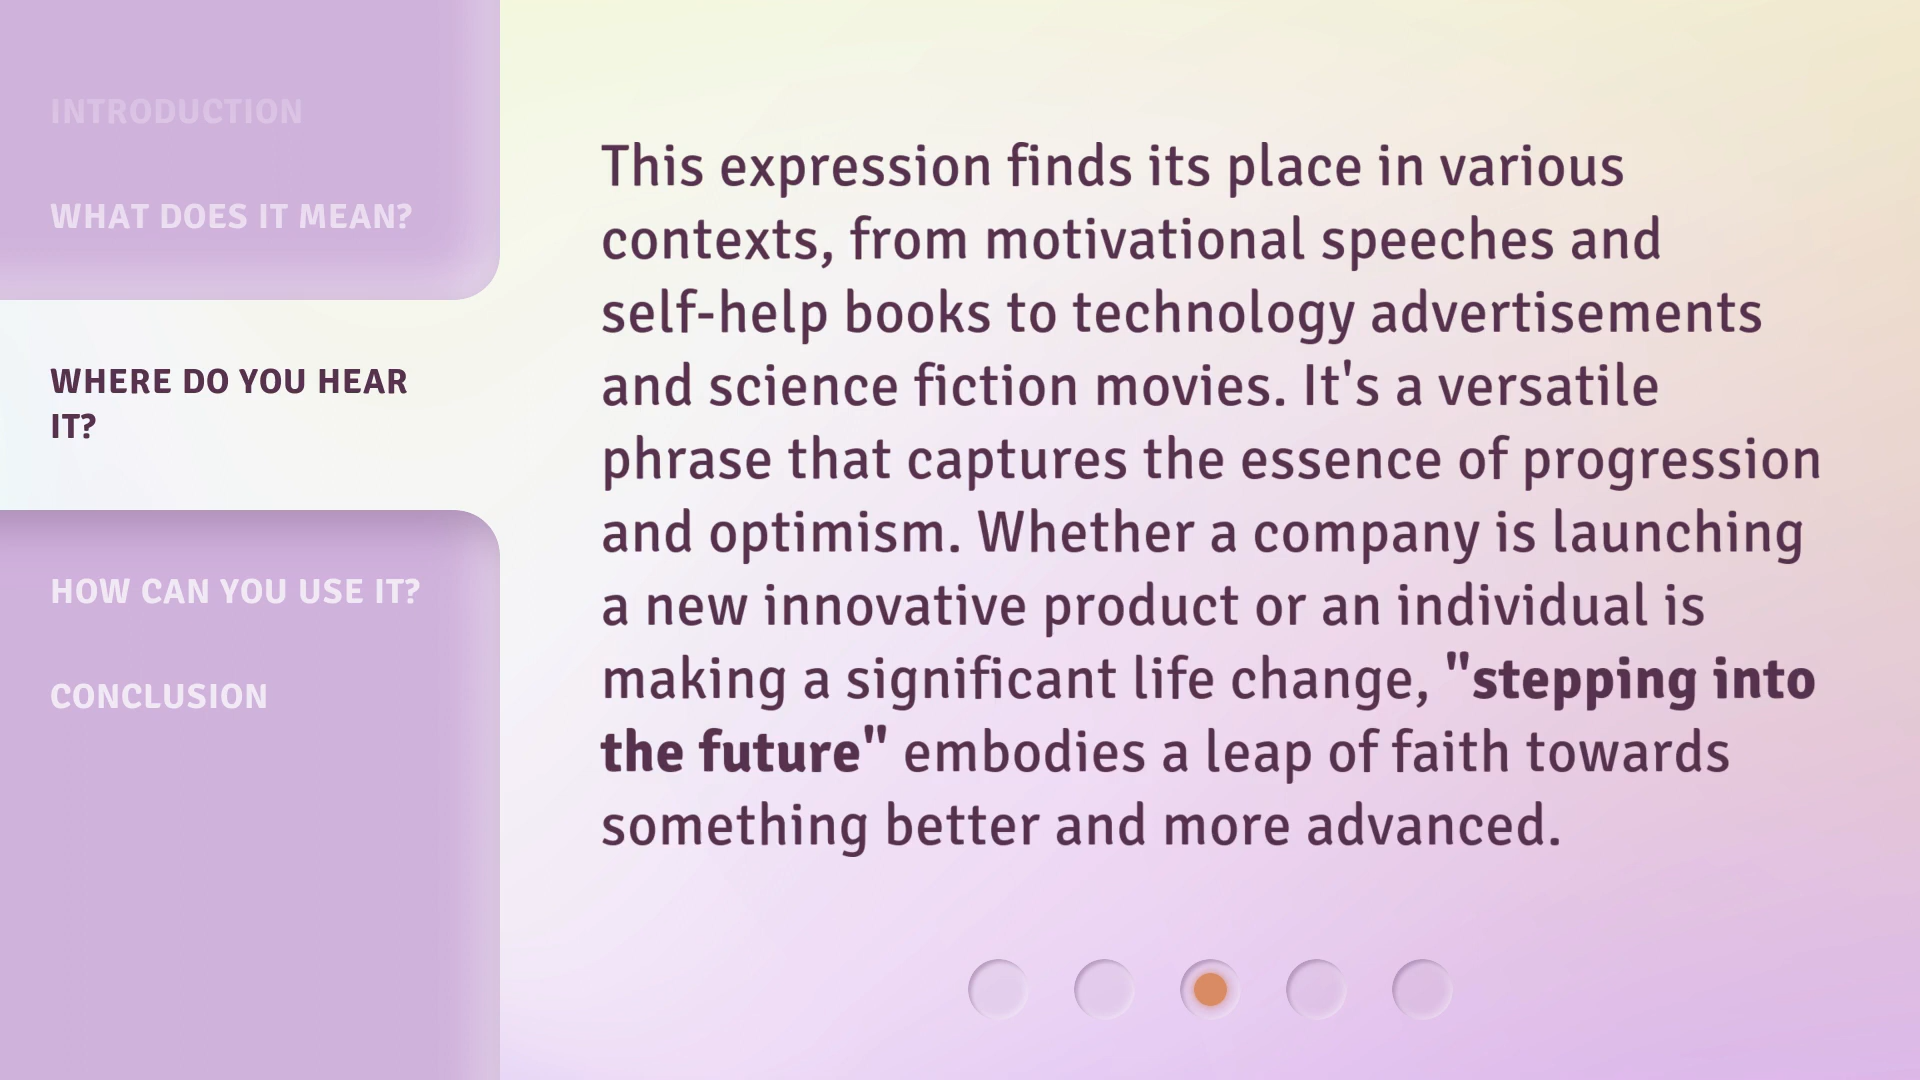 INTRODUCTION
WHAT DOES IT MEAN?
WHERE DO YOU HEAR
IT?
HOW CAN YOU USE IT?
CONCLUSION
This expression finds its place in various
contexts, from motivational speeches and
self-help books to technology advertisements
and science fiction movies. It's a versatile
phrase that captures the essence of progression
and optimism. Whether a company is launching
a new innovative product or an individual is
making a significant life change, "stepping into
the future" embodies a leap of faith towards
something better and more advanced.